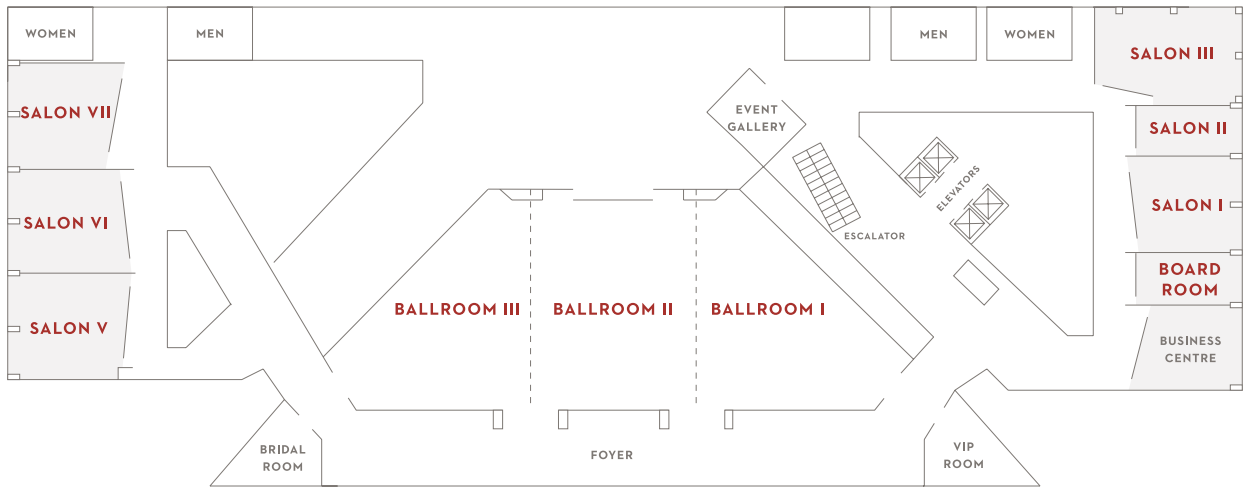 WOMEN
MEN
MEN
WOMEN
SALON III
SALON VII
EVENT
GALLERY
SALON II
ELEVATORS
SALON VI
SALON I
ESCALATOR
BOARD
ROOM
BALLROOM III
BALLROOM II
BALLROOM I
SALON V
BUSINESS
CENTRE
BRIDAL
ROOM
FOYER
VIP
ROOM